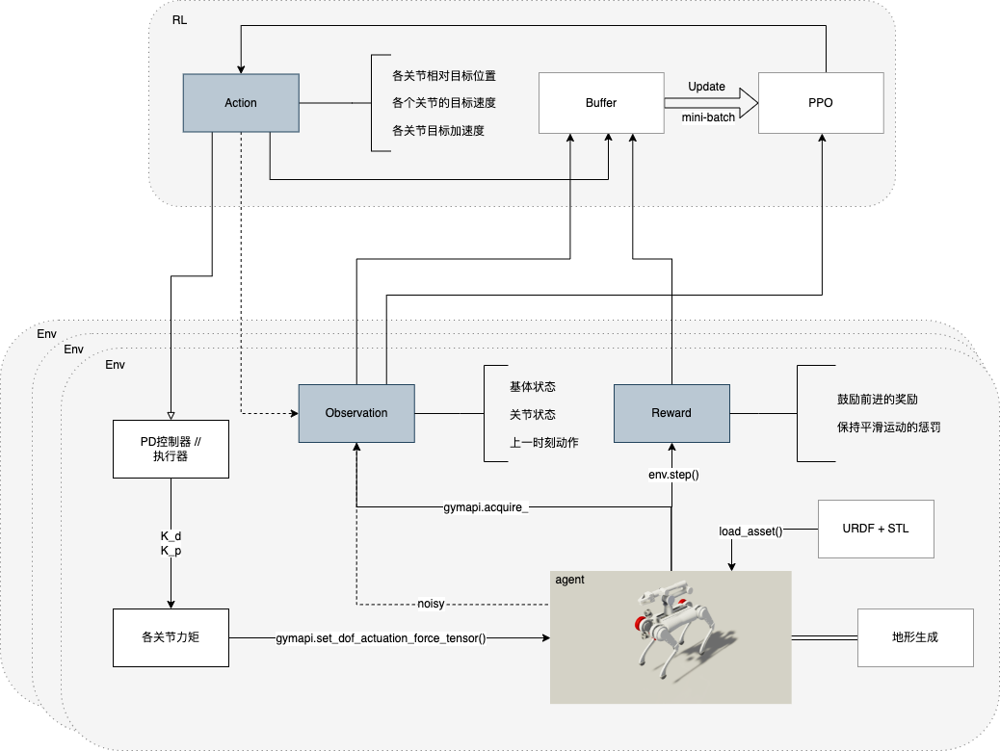 RL
Action
各关节相对目标位置
各个关节的目标速度
各关节目标加速度
Buffer
Update
mini-batch
PPO
Env
Env
Env
Observation
基体状态
关节状态
上一时刻动作
Reward
鼓励前进的奖励
保持平滑运动的惩罚
PD控制器 //
执行器
env.step()
gymapi.acquire_
load_asset()
URDF + STL
K_d
K_p
agent
noisy
各关节力矩
gymapi.set_dof_actuation_force_tensor()
地形生成